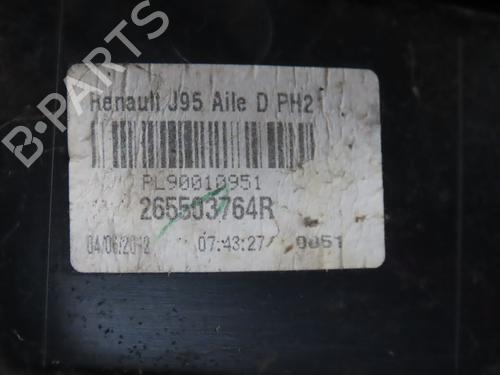 Renault J95 Aile D PH2
PL90010951
265503764R
04/06/2012 07:43:27 0051
B-PARTS